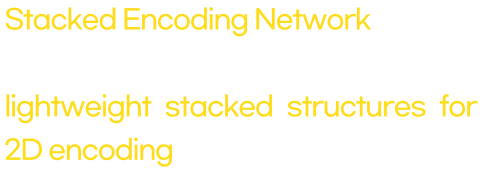 Stacked Encoding Network
lightweight stacked structures for
2D encoding